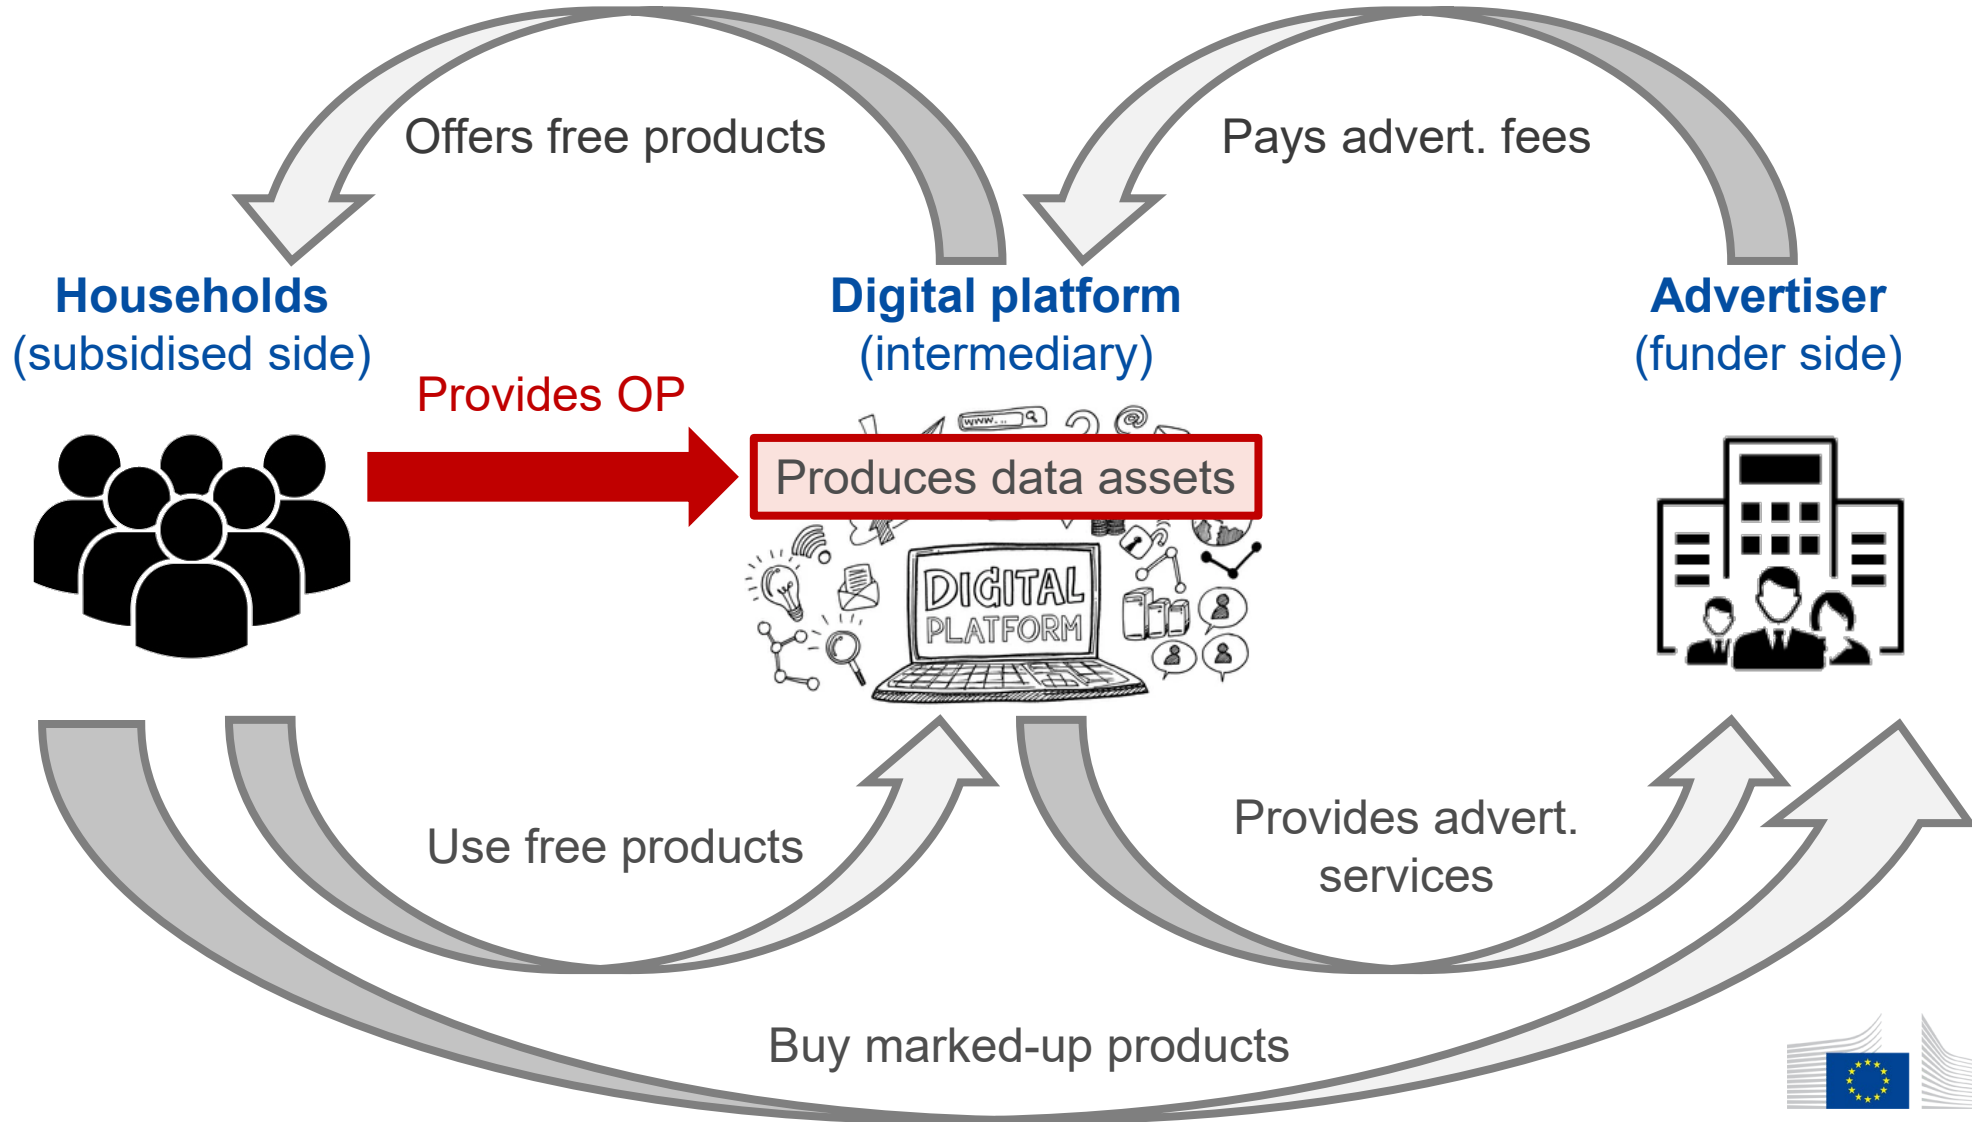 Offers free products
Pays advert. fees
Households
(subsidised side)
Digital platform
(intermediary)
Advertiser
(funder side)
Provides OP
www...
Produces data assets
DIGITAL
PLATFORM
Use free products
Provides advert.
services
Buy marked-up products